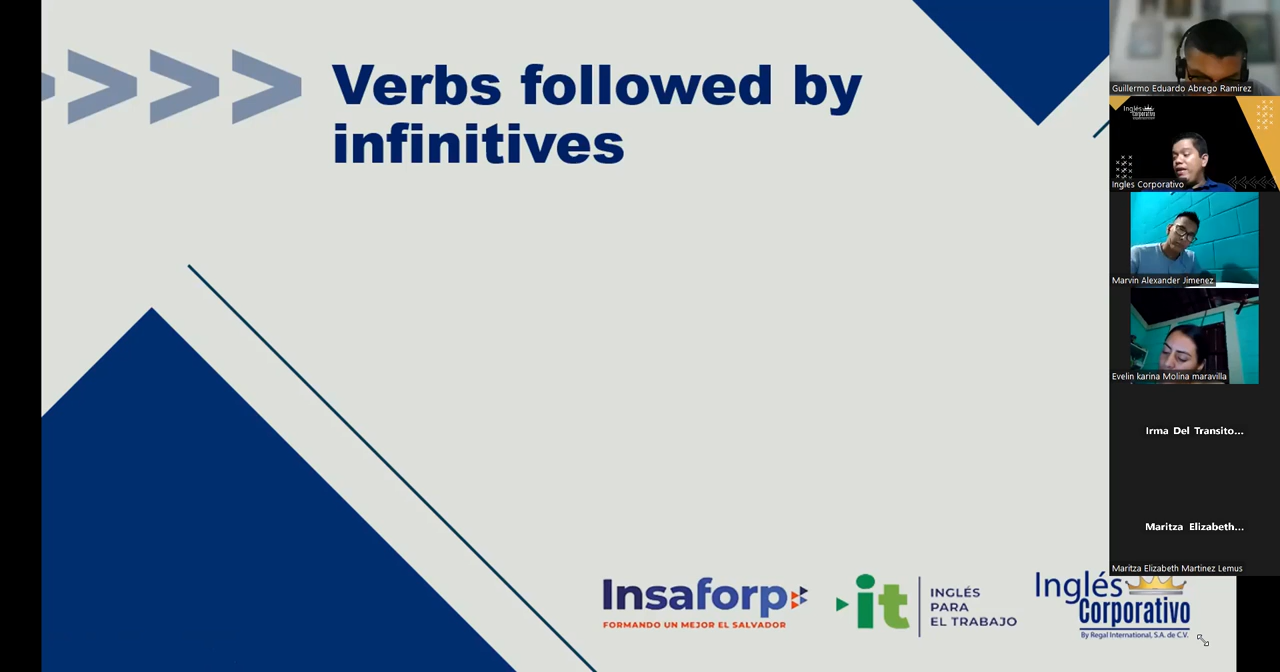 Verbs followed by
infinitives
Insaforp
FORMANDO UN MEJOR EL SALVADOR
it
INGLÉS
PARA
EL TRABAJO
Inglés
Corporativo
By Regal International, S.A. de C.V.
Guillermo Eduardo Abrego Ramirez
Inglés
Corporativo
Ingles Corporativo
Marvin Alexander Jimenez
Evelin karina Molina maravilla
Irma Del Transito...
Maritza Elizabeth...
Maritza Elizabeth Martinez Lemus